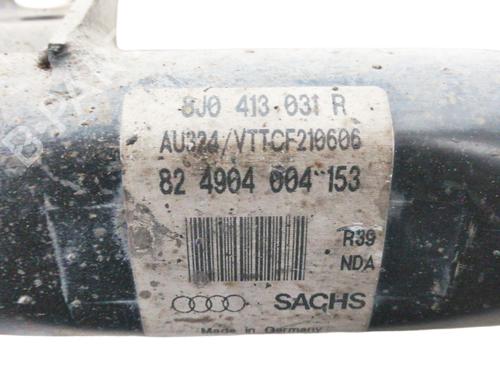 8J0 413 031 R
AU324/VTTCF210606
82 4904 004 153
R39
NDA
SACHS
Made in Germany